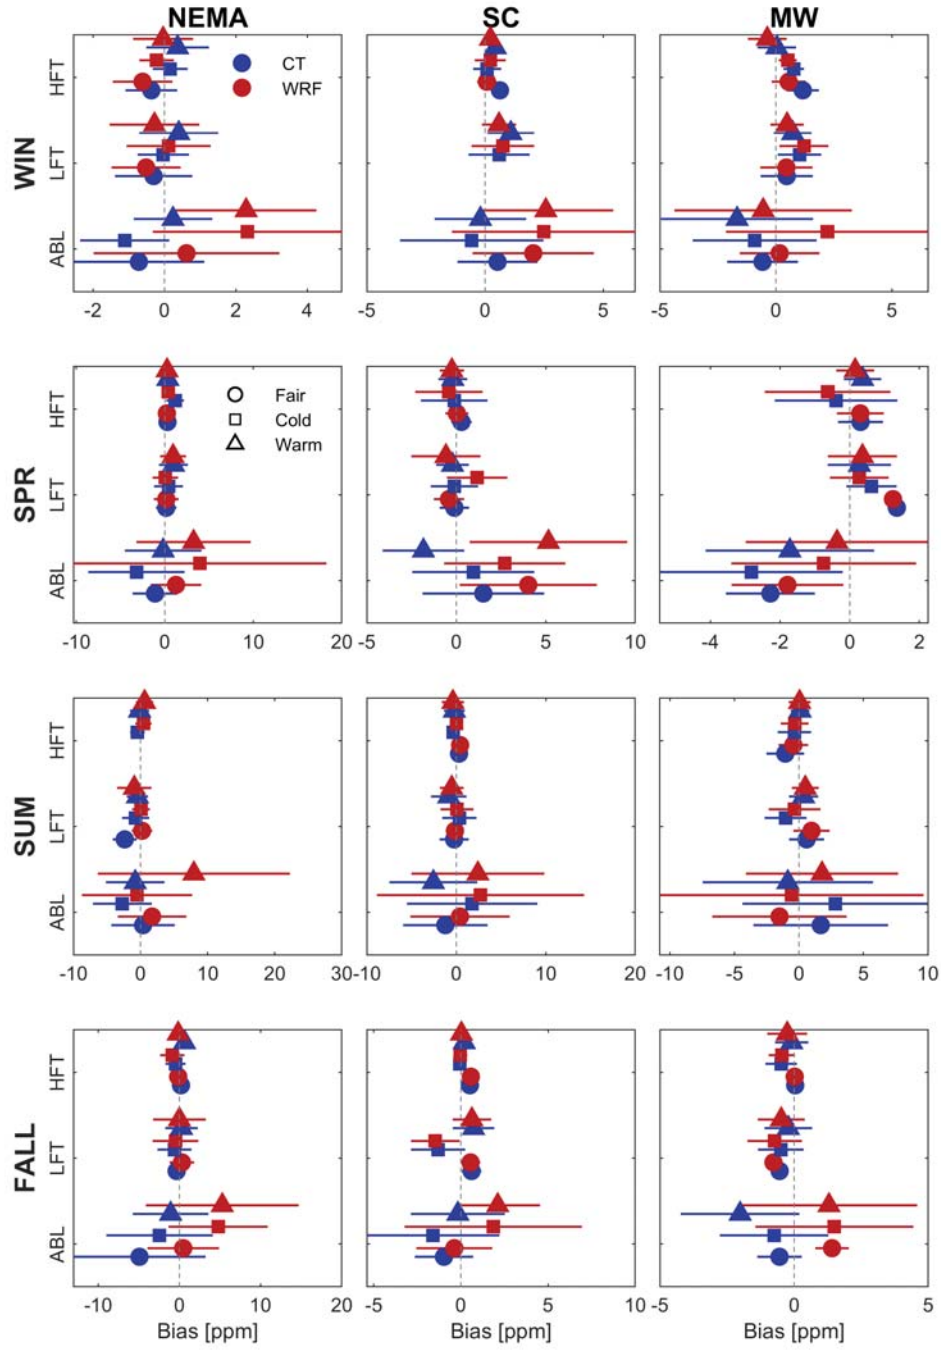 NEMA SC MW
WIN
HFT
LFT
ABL
CT
WRF
-2 0 2 4
-5 0 5
-5 0 5
SPR
HFT
LFT
ABL
Fair
Cold
Warm
-10 0 10 20
-5 0 5 10
-4 -2 0 2
SUM
HFT
LFT
ABL
-10 0 10 20 30
-10 0 10 20
-10 -5 0 5 10
FALL
HFT
LFT
ABL
-10 0 10 20
-5 0 5 10
-5 0 5
Bias [ppm] Bias [ppm] Bias [ppm]